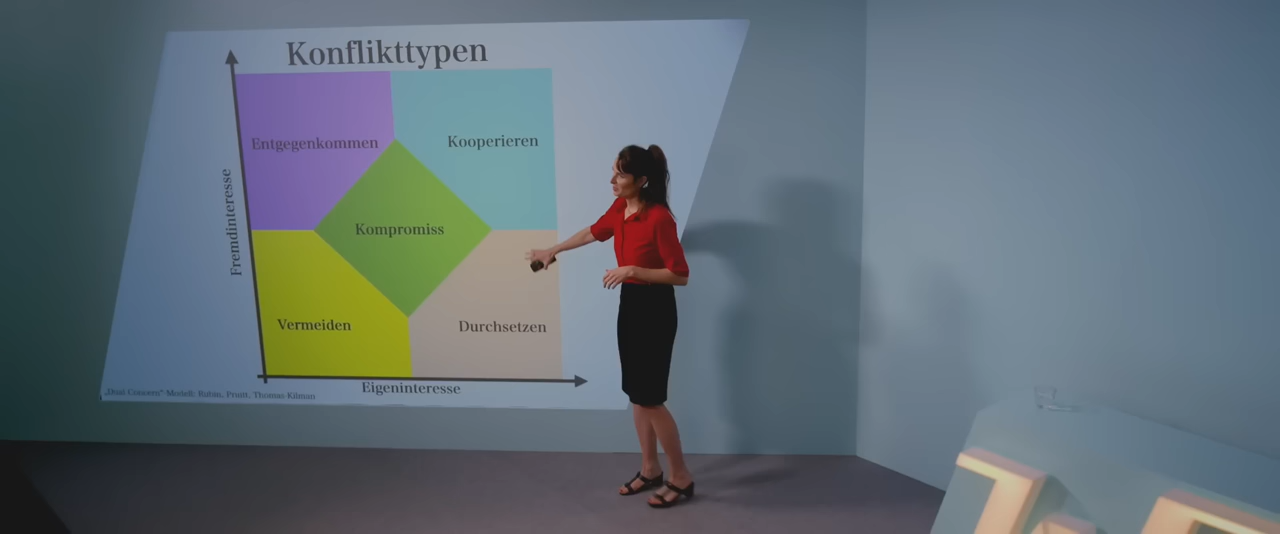 Konflikttypen
Entgegenkommen
Kooperieren
Fremdinteresse
Kompromiss
Vermeiden
Durchsetzen
Eigeninteresse
„Dual Concern“ Modell: Rubin, Pruitt, Thomas-Kilman